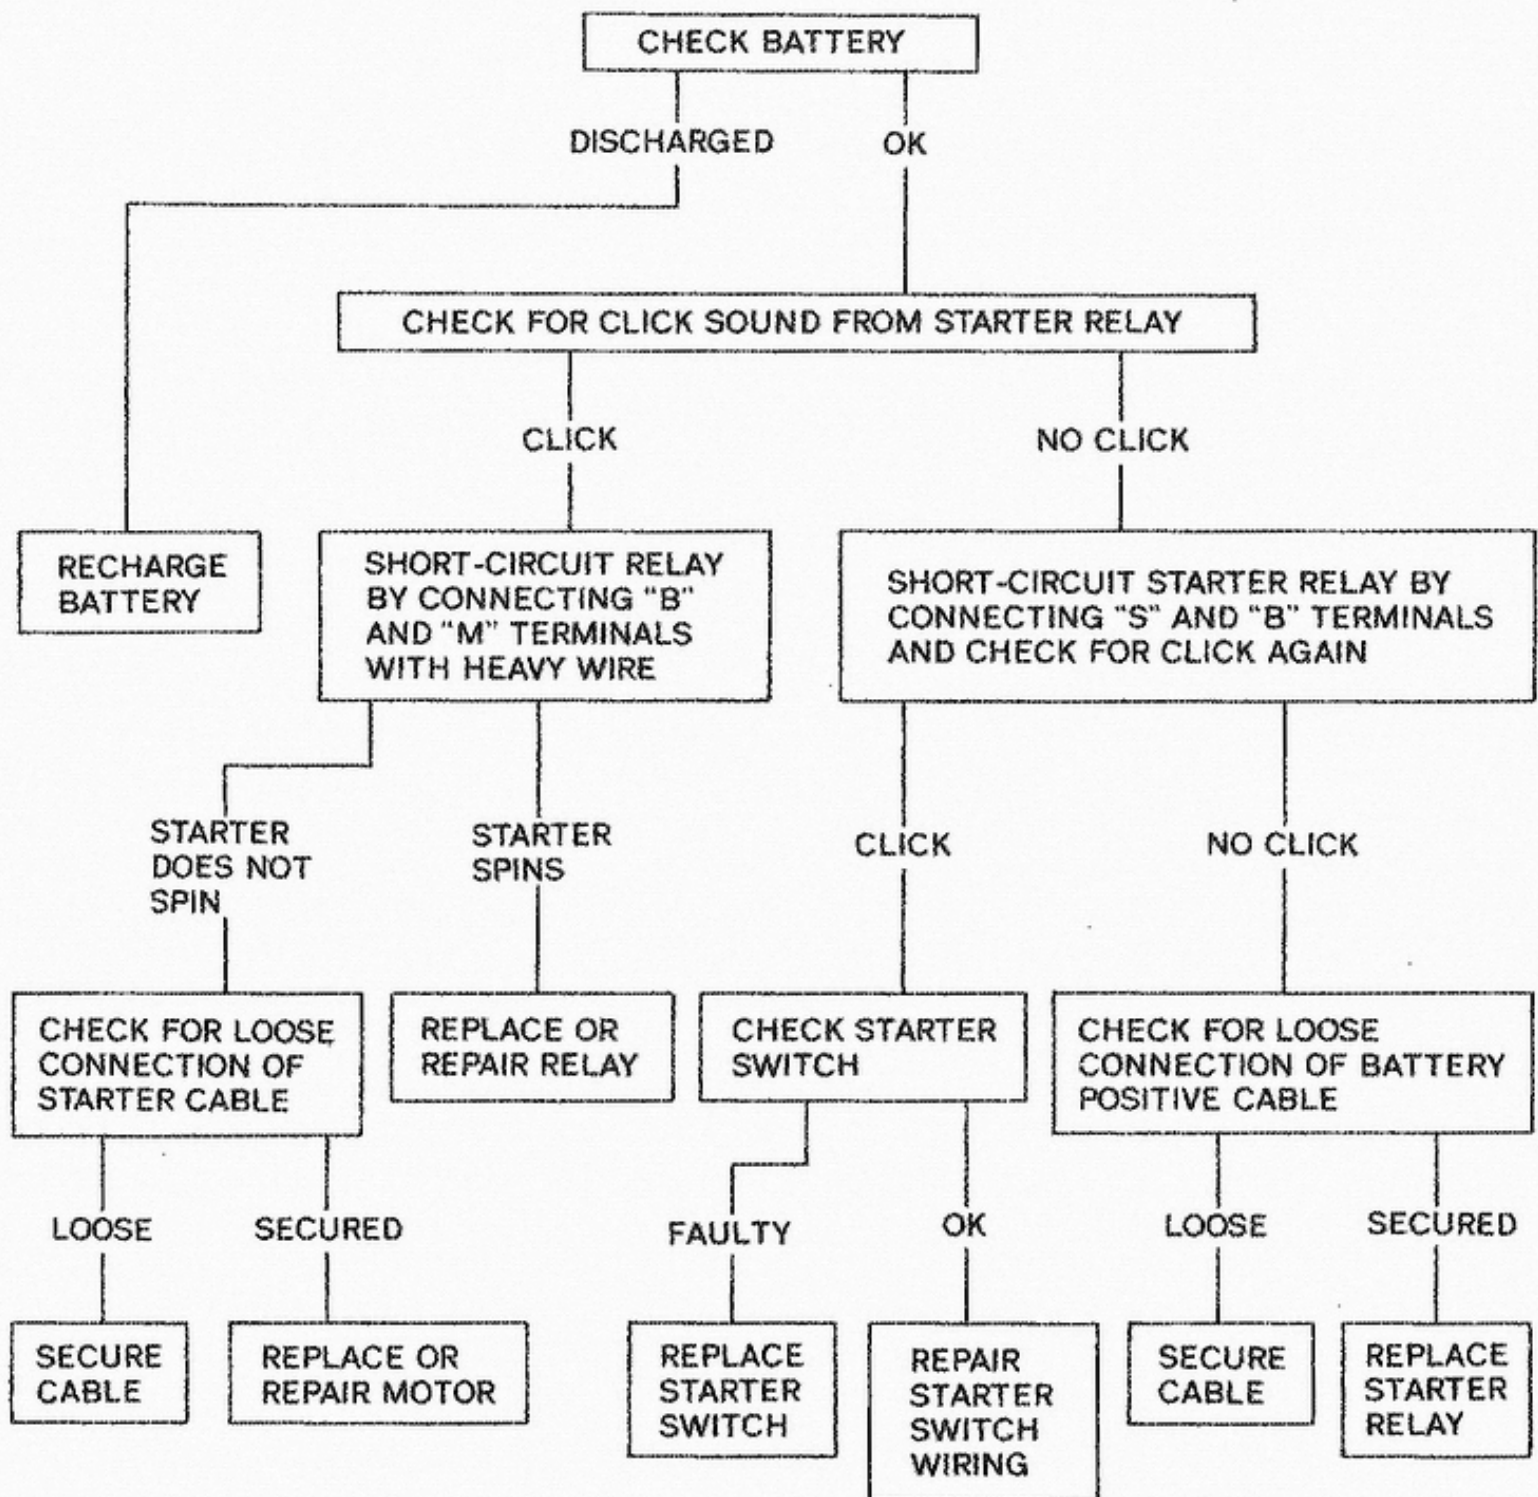 CHECK BATTERY
DISCHARGED
OK
CHECK FOR CLICK SOUND FROM STARTER RELAY
CLICK
NO CLICK
RECHARGE
BATTERY
SHORT-CIRCUIT RELAY
BY CONNECTING "B"
AND "M" TERMINALS
WITH HEAVY WIRE
SHORT-CIRCUIT STARTER RELAY BY
CONNECTING "S" AND "B" TERMINALS
AND CHECK FOR CLICK AGAIN
STARTER
DOES NOT
SPIN
STARTER
SPINS
CLICK
NO CLICK
CHECK FOR LOOSE
CONNECTION OF
STARTER CABLE
REPLACE OR
REPAIR RELAY
CHECK STARTER
SWITCH
CHECK FOR LOOSE
CONNECTION OF BATTERY
POSITIVE CABLE
LOOSE
SECURED
FAULTY
OK
LOOSE
SECURED
SECURE
CABLE
REPLACE OR
REPAIR MOTOR
REPLACE
STARTER
SWITCH
REPAIR
STARTER
SWITCH
WIRING
SECURE
CABLE
REPLACE
STARTER
RELAY